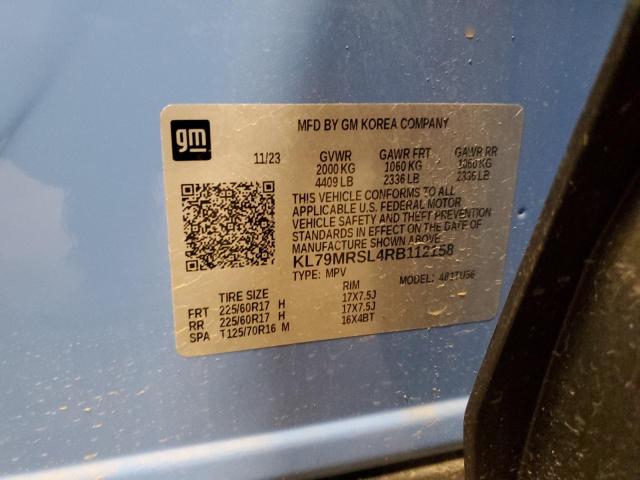 gm
MFD BY GM KOREA COMPANY
11/23 GVWR GAWR FRT GAWR RR
2000 KG 1060 KG 1060 KG
4409 LB 2336 LB 2336 LB
THIS VEHICLE CONFORMS TO ALL
APPLICABLE U.S. FEDERAL MOTOR
VEHICLE SAFETY AND THEFT PREVENTION
STANDARDS IN EFFECT ON THE DATE OF
MANUFACTURE SHOWN ABOVE.
KL79MRSL4RB112158
TYPE: MPV MODEL:
TIRE SIZE RIM
FRT 225/60R17 H 17X7.5J
RR 225/60R17 H 17X7.5J
SPA T125/70R16 M 16X4BT